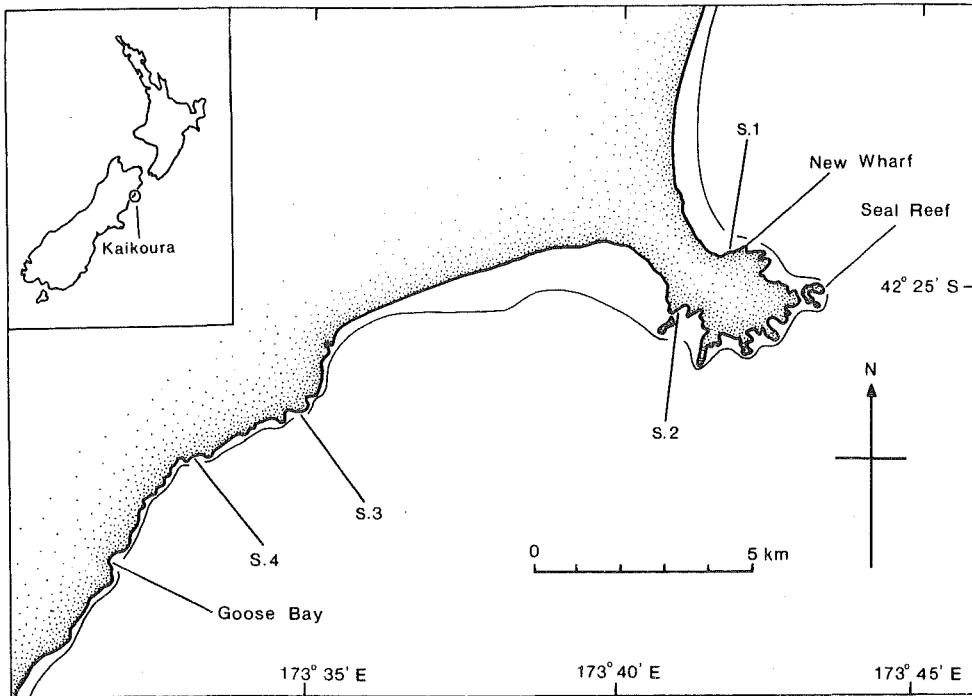 Kaikoura
S.1
New Wharf
Seal Reef
42° 25' S
S.2
N
S.3
S.4
0 5 km
Goose Bay
173° 35' E 173° 40' E 173° 45' E